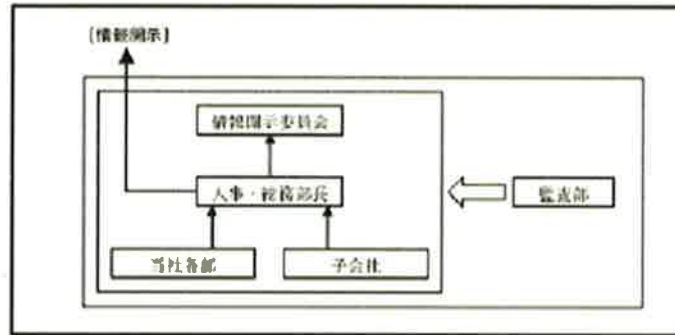 ［情報開示］
情報開示委員会
人事・総務部長
監査部
当社各部
子会社